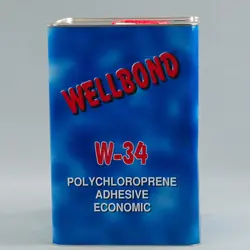 WELLBOND
W-34
POLYCHLOROPRENE
ADHESIVE
ECONOMIC